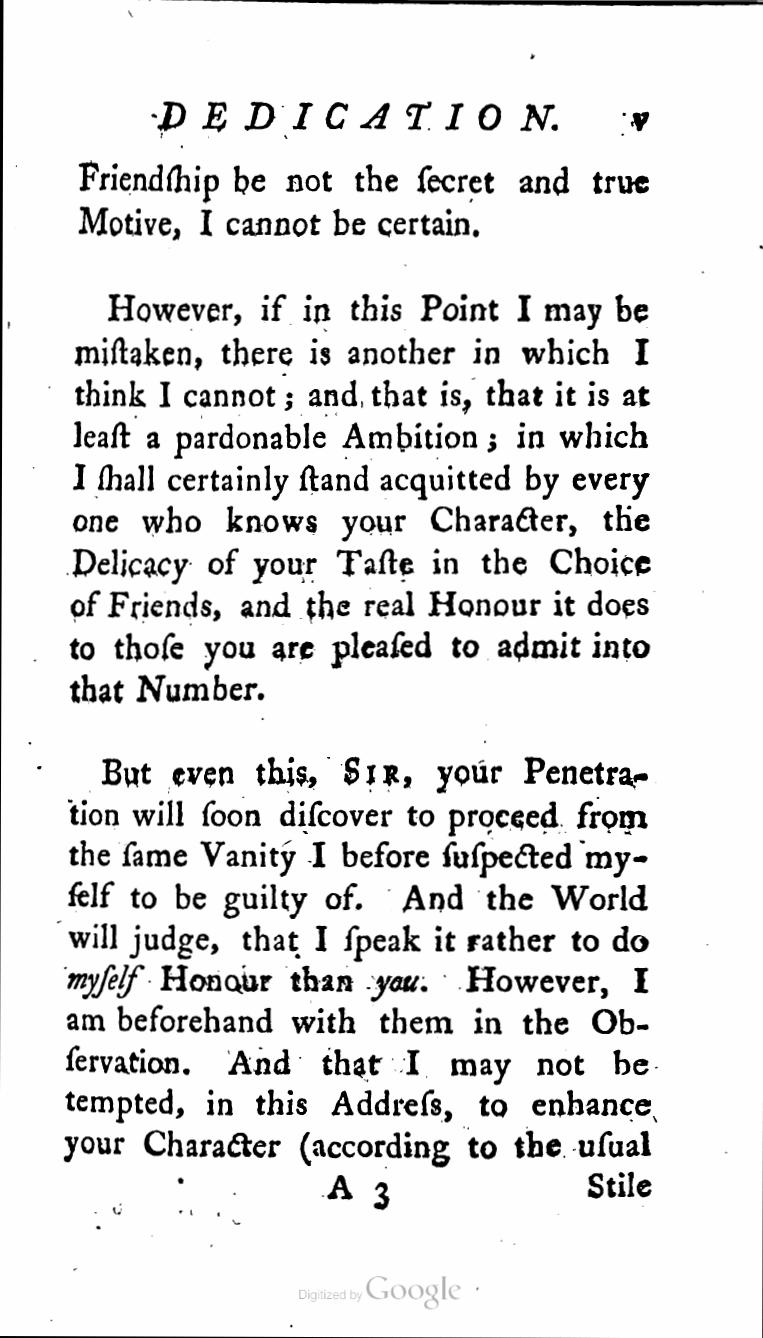 DEDICATION. v
Friendſhip be not the ſecret and true
Motive, I cannot be certain.
However, if in this Point I may be
miſtaken, there is another in which I
think I cannot; and that is, that it is at
leaſt a pardonable Ambition; in which
I ſhall certainly ſtand acquitted by every
one who knows your Character, the
Delicacy of your Taſte in the Choice
of Friends, and the real Honour it does
to thoſe you are pleaſed to admit into
that Number.
But even this, SIR, your Penetra-
tion will ſoon diſcover to proceed from
the ſame Vanity I before ſuſpected my-
ſelf to be guilty of. And the World
will judge, that I ſpeak it rather to do
myſelf Honour than you. However, I
am beforehand with them in the Ob-
ſervation. And that I may not be
tempted, in this Addreſs, to enhance
your Character (according to the uſual
A 3 Stile
Digitized by Google